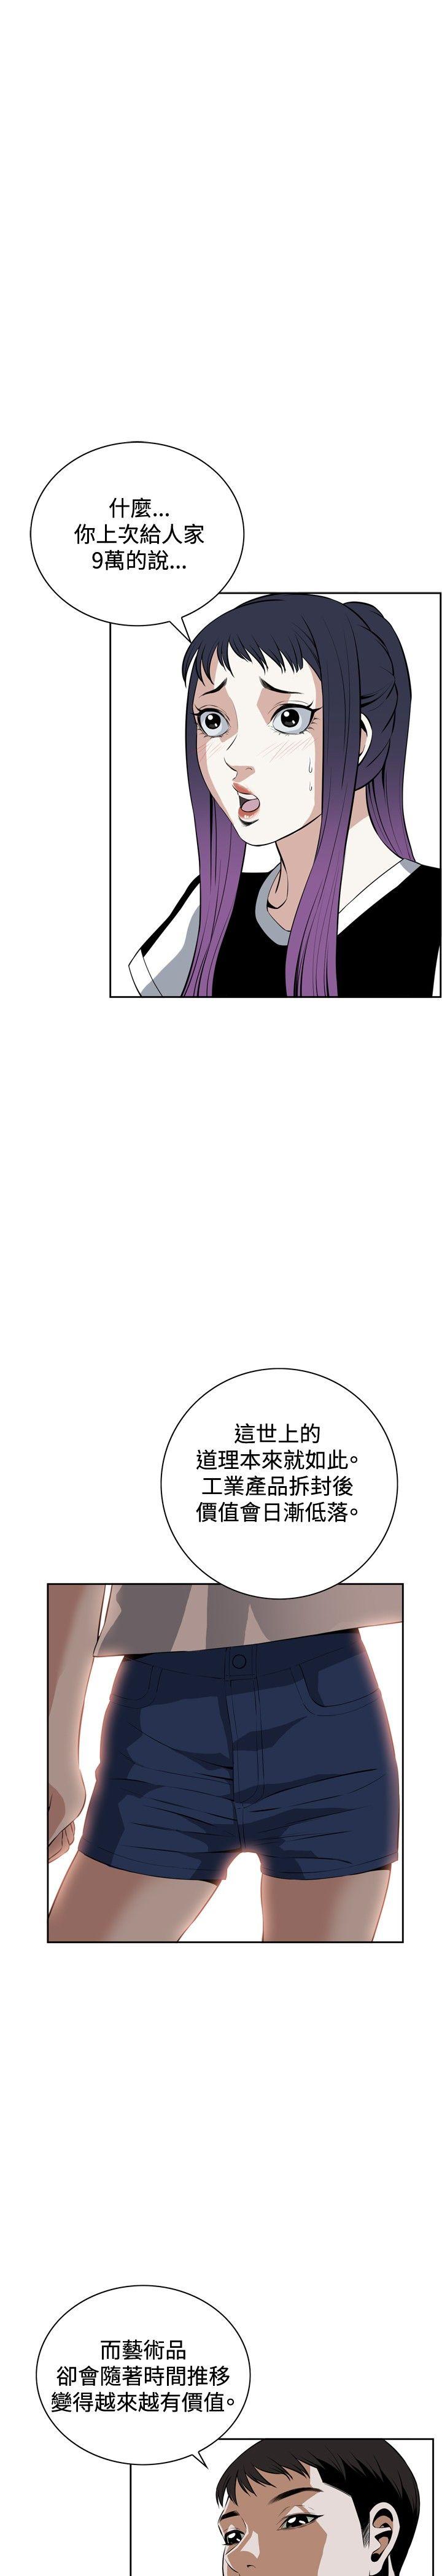 什麼...
你上次給人家
9萬的說...
這世上的
道理本來就如此。
工業產品拆封後
價值會日漸低落。
而藝術品
卻會隨著時間推移
變得越來越有價值。